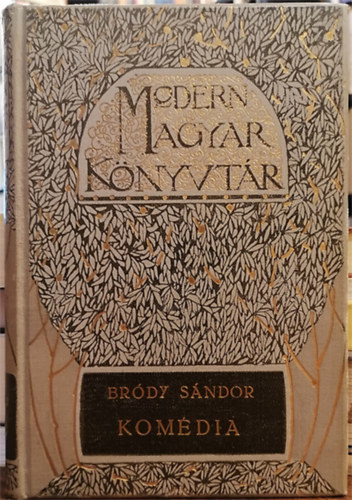 MODERN
MAGYAR
KÖNYVTÁR
BRÓDY SÁNDOR
KOMÉDIA